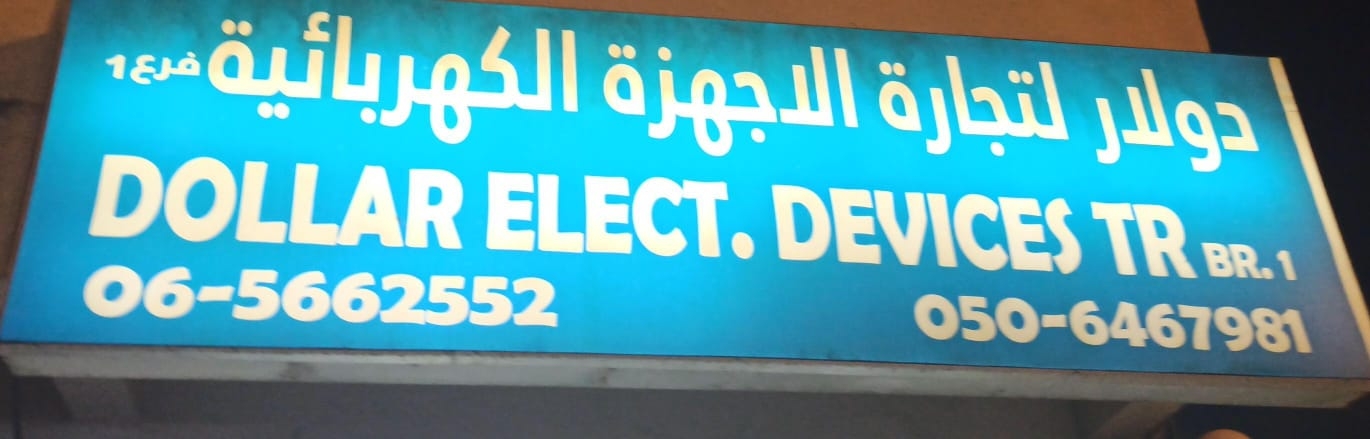 دولار لتجارة الاجهزة الكهربائية فرع 1
DOLLAR ELECT. DEVICES TR BR. 1
06-5662552 050-6467981